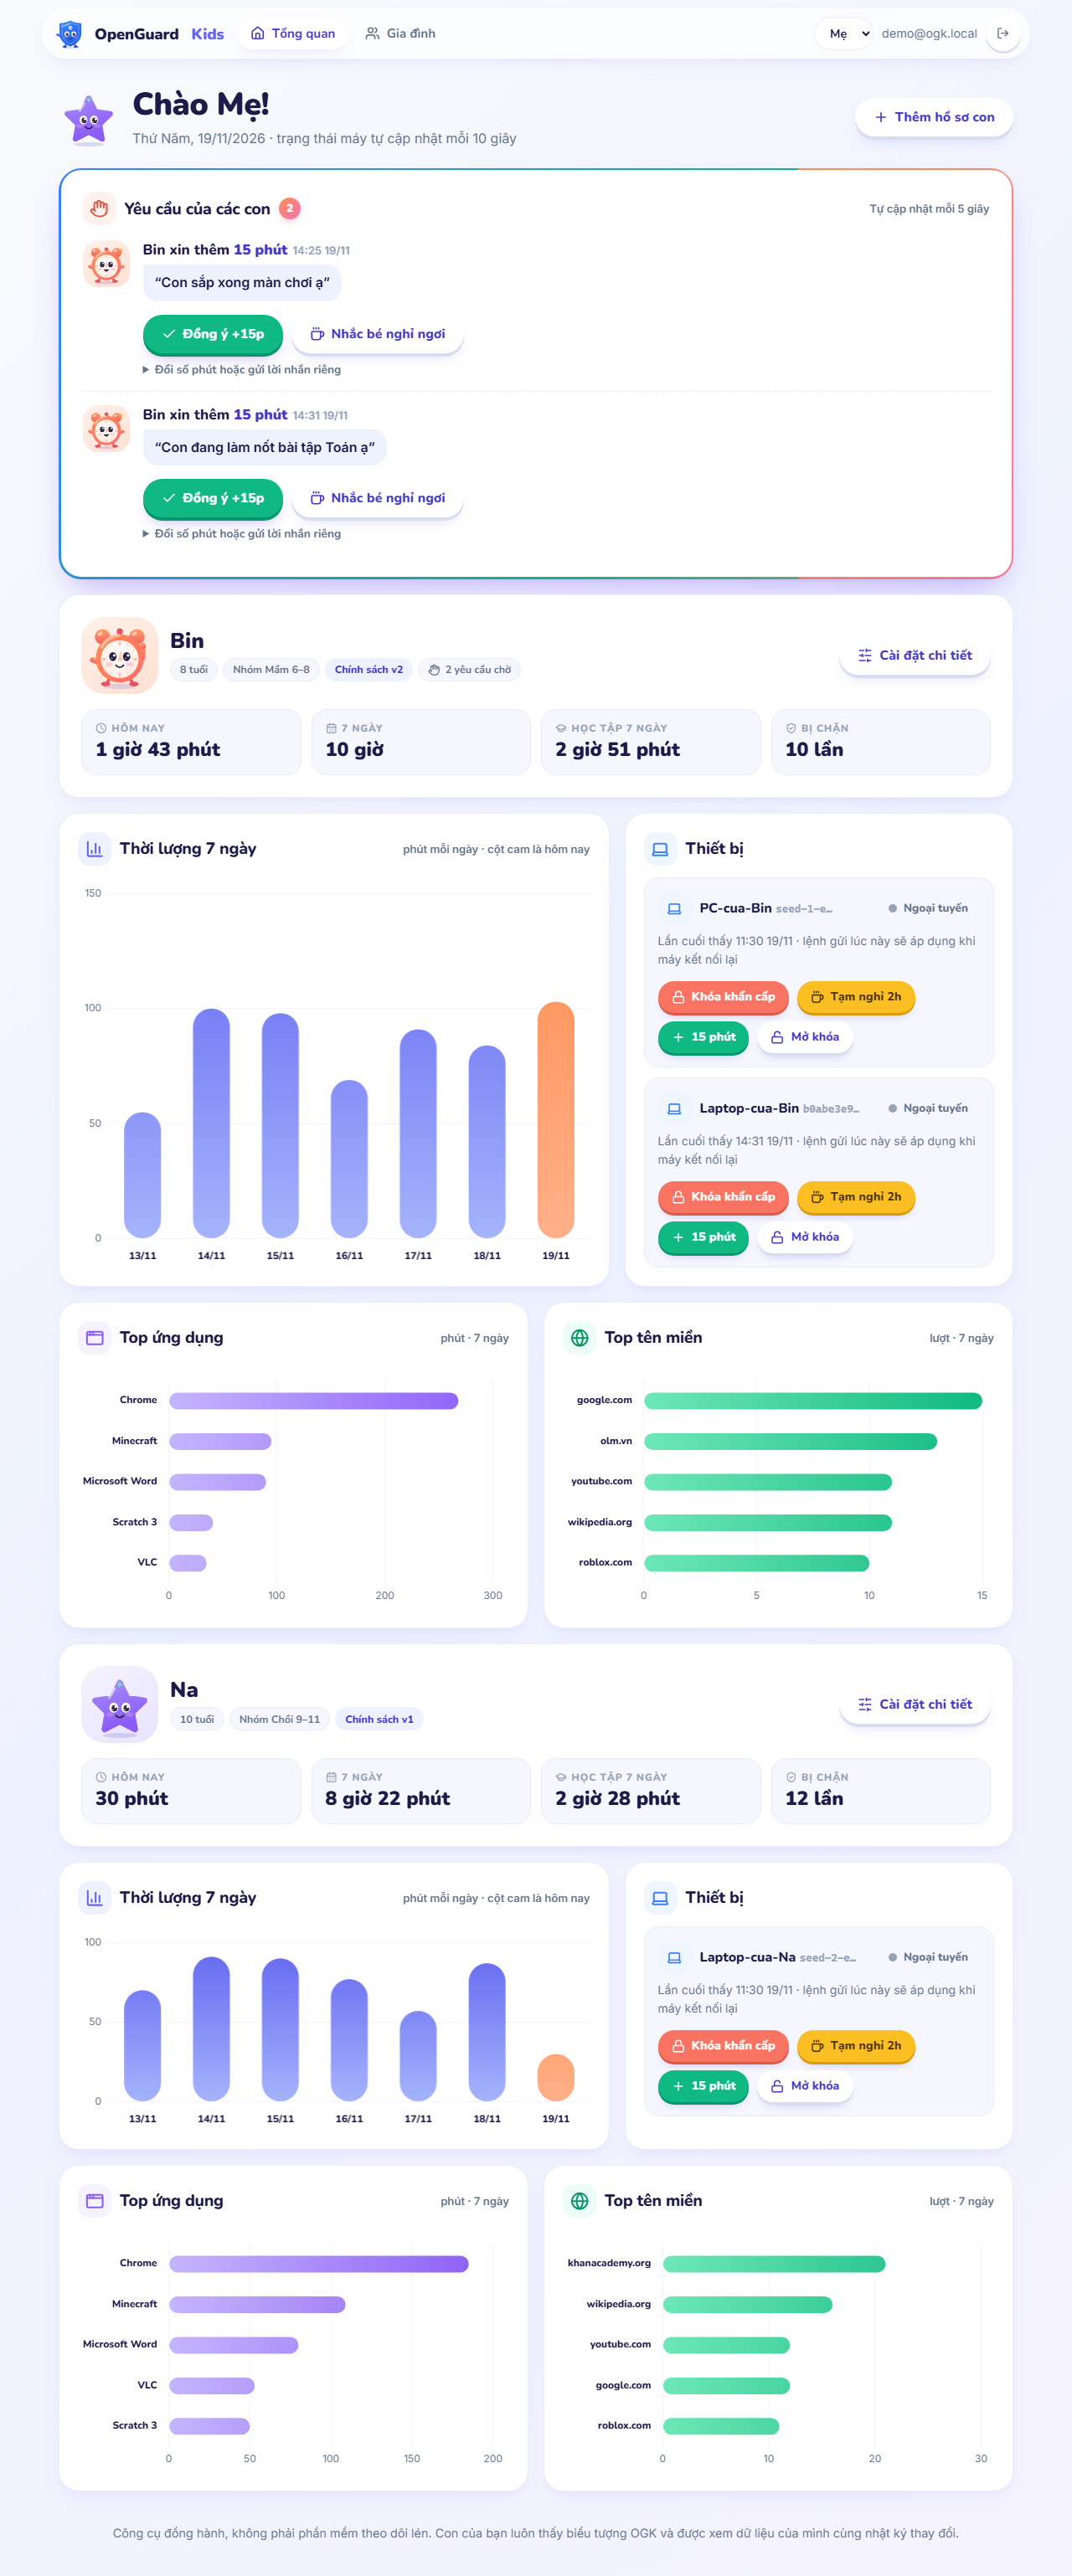 OpenGuard Kids
Tổng quan
Gia đình
Mẹ
demo@ogk.local
Chào Mẹ!
Thứ Năm, 19/11/2026 · trạng thái máy tự cập nhật mỗi 10 giây
Thêm hồ sơ con
Yêu cầu của các con 2
Tự cập nhật mỗi 5 giây
Bin xin thêm 15 phút 14:25 19/11
“Con sắp xong màn chơi ạ”
Đồng ý +15p
Nhắc bé nghỉ ngơi
Đổi số phút hoặc gửi lời nhắn riêng
Bin xin thêm 15 phút 14:31 19/11
“Con đang làm nốt bài tập Toán ạ”
Đồng ý +15p
Nhắc bé nghỉ ngơi
Đổi số phút hoặc gửi lời nhắn riêng
Bin
8 tuổi
Nhóm Mầm 6–8
Chính sách v2
2 yêu cầu chờ
Cài đặt chi tiết
HÔM NAY
1 giờ 43 phút
7 NGÀY
10 giờ
HỌC TẬP 7 NGÀY
2 giờ 51 phút
BỊ CHẶN
10 lần
Thời lượng 7 ngày
phút mỗi ngày · cột cam là hôm nay
150
100
50
0
13/11
14/11
15/11
16/11
17/11
18/11
19/11
Thiết bị
PC-cua-Bin seed-1-e…
Ngoại tuyến
Lần cuối thấy 11:30 19/11 · lệnh gửi lúc này sẽ áp dụng khi
máy kết nối lại
Khóa khẩn cấp
Tạm nghỉ 2h
15 phút
Mở khóa
Laptop-cua-Bin b0abe3e9…
Ngoại tuyến
Lần cuối thấy 14:31 19/11 · lệnh gửi lúc này sẽ áp dụng khi
máy kết nối lại
Khóa khẩn cấp
Tạm nghỉ 2h
15 phút
Mở khóa
Top ứng dụng
phút · 7 ngày
Chrome
Minecraft
Microsoft Word
Scratch 3
VLC
0
100
200
300
Top tên miền
lượt · 7 ngày
google.com
olm.vn
youtube.com
wikipedia.org
roblox.com
0
5
10
15
Na
10 tuổi
Nhóm Chồi 9–11
Chính sách v1
Cài đặt chi tiết
HÔM NAY
30 phút
7 NGÀY
8 giờ 22 phút
HỌC TẬP 7 NGÀY
2 giờ 28 phút
BỊ CHẶN
12 lần
Thời lượng 7 ngày
phút mỗi ngày · cột cam là hôm nay
100
50
0
13/11
14/11
15/11
16/11
17/11
18/11
19/11
Thiết bị
Laptop-cua-Na seed-2-e…
Ngoại tuyến
Lần cuối thấy 11:30 19/11 · lệnh gửi lúc này sẽ áp dụng khi
máy kết nối lại
Khóa khẩn cấp
Tạm nghỉ 2h
15 phút
Mở khóa
Top ứng dụng
phút · 7 ngày
Chrome
Minecraft
Microsoft Word
VLC
Scratch 3
0
50
100
150
200
Top tên miền
lượt · 7 ngày
khanacademy.org
wikipedia.org
youtube.com
google.com
roblox.com
0
10
20
30
Công cụ đồng hành, không phải phần mềm theo dõi lén. Con của bạn luôn thấy biểu tượng OGK và được xem dữ liệu của mình cùng nhật ký thay đổi.